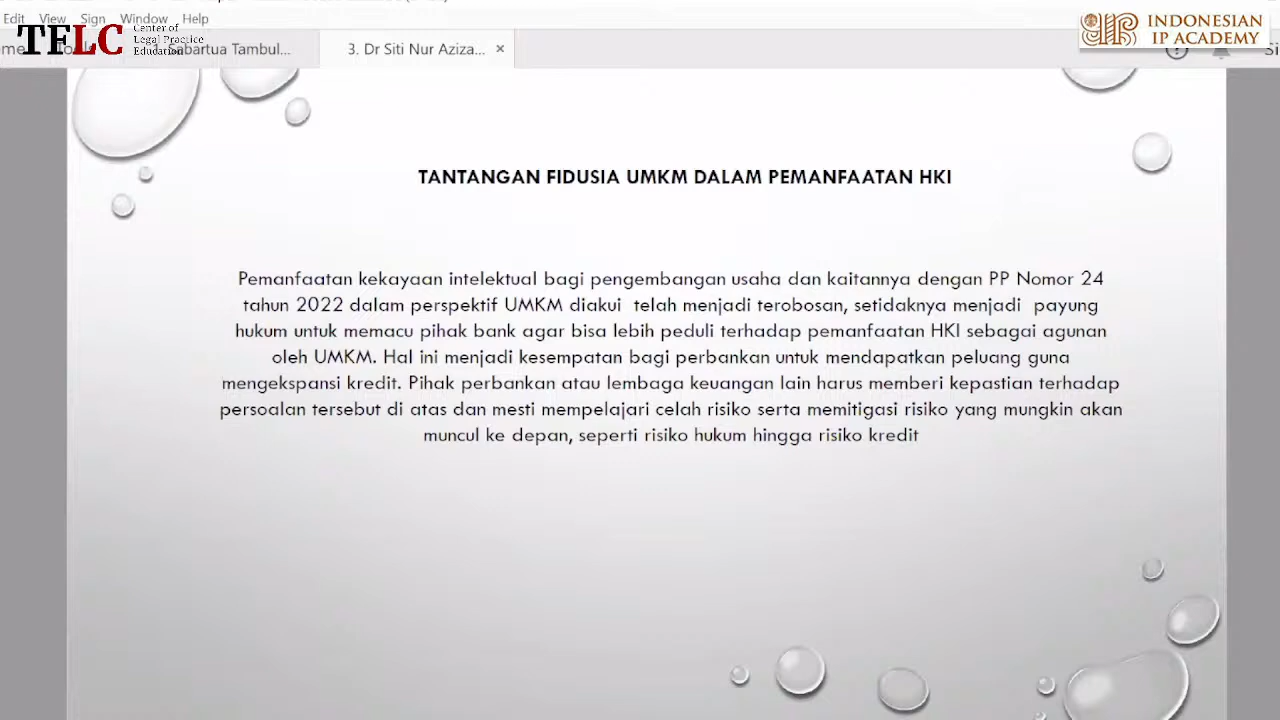 Edit View Sign Window Help
TELC Center of
Legal Practice
Education
Sabartua Tambul...
3. Dr Siti Nur Aziza... ×
INDONESIAN
IP ACADEMY
TANTANGAN FIDUSIA UMKM DALAM PEMANFAATAN HKI
Pemanfaatan kekayaan intelektual bagi pengembangan usaha dan kaitannya dengan PP Nomor 24
tahun 2022 dalam perspektif UMKM diakui telah menjadi terobosan, setidaknya menjadi payung
hukum untuk memacu pihak bank agar bisa lebih peduli terhadap pemanfaatan HKI sebagai agunan
oleh UMKM. Hal ini menjadi kesempatan bagi perbankan untuk mendapatkan peluang guna
mengekspansi kredit. Pihak perbankan atau lembaga keuangan lain harus memberi kepastian terhadap
persoalan tersebut di atas dan mesti mempelajari celah risiko serta memitigasi risiko yang mungkin akan
muncul ke depan, seperti risiko hukum hingga risiko kredit